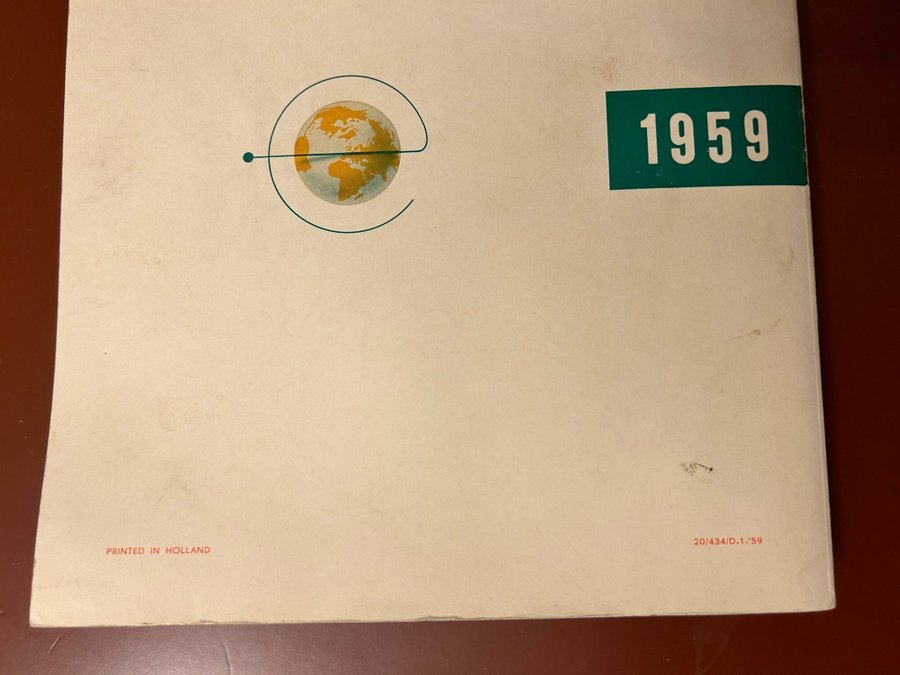 1959
PRINTED IN HOLLAND
20/434/D-1-'59